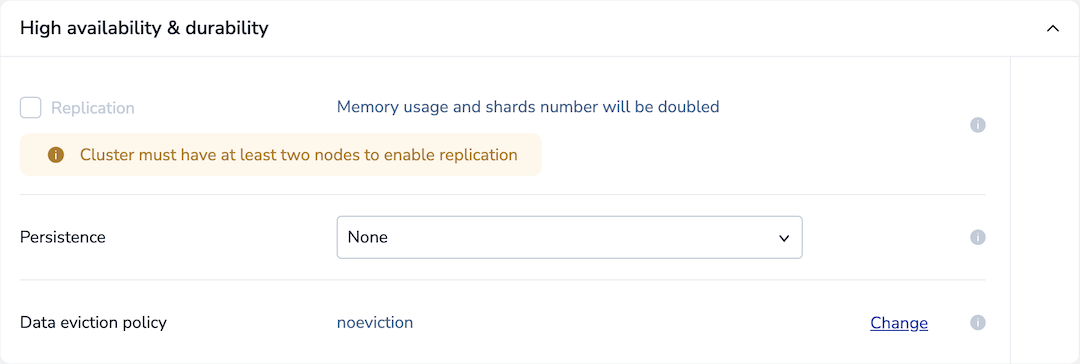 High availability & durability
Replication
Memory usage and shards number will be doubled
Cluster must have at least two nodes to enable replication
Persistence
None
Data eviction policy
noeviction
Change